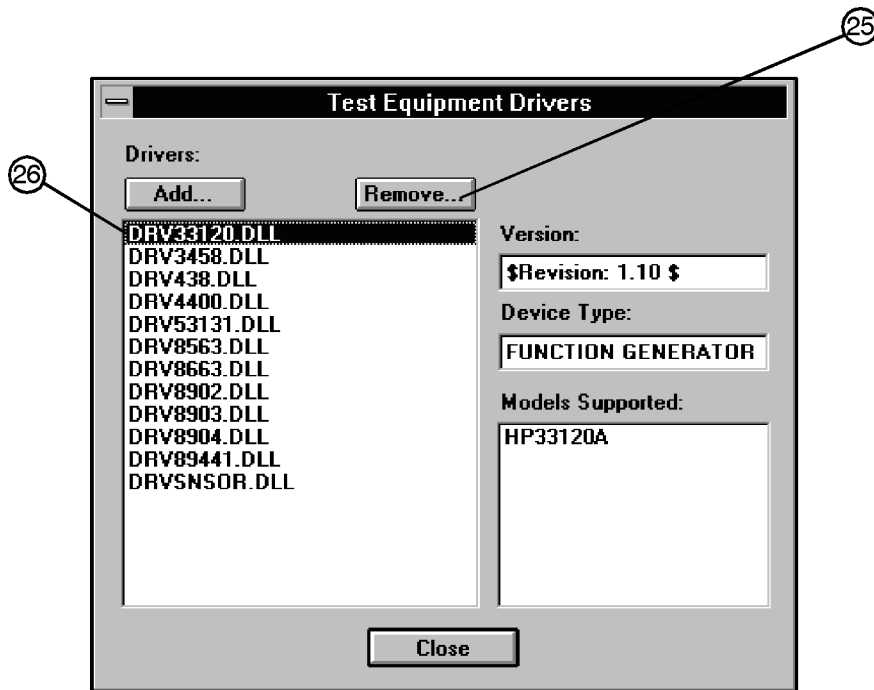 25
Test Equipment Drivers
26
Drivers:
Add...
Remove...
DRV33120.DLL
DRV3458.DLL
DRV438.DLL
DRV4400.DLL
DRV53131.DLL
DRV8563.DLL
DRV8663.DLL
DRV8902.DLL
DRV8903.DLL
DRV8904.DLL
DRV89441.DLL
DRVSNSOR.DLL
Version:
$Revision: 1.10 $
Device Type:
FUNCTION GENERATOR
Models Supported:
HP33120A
Close